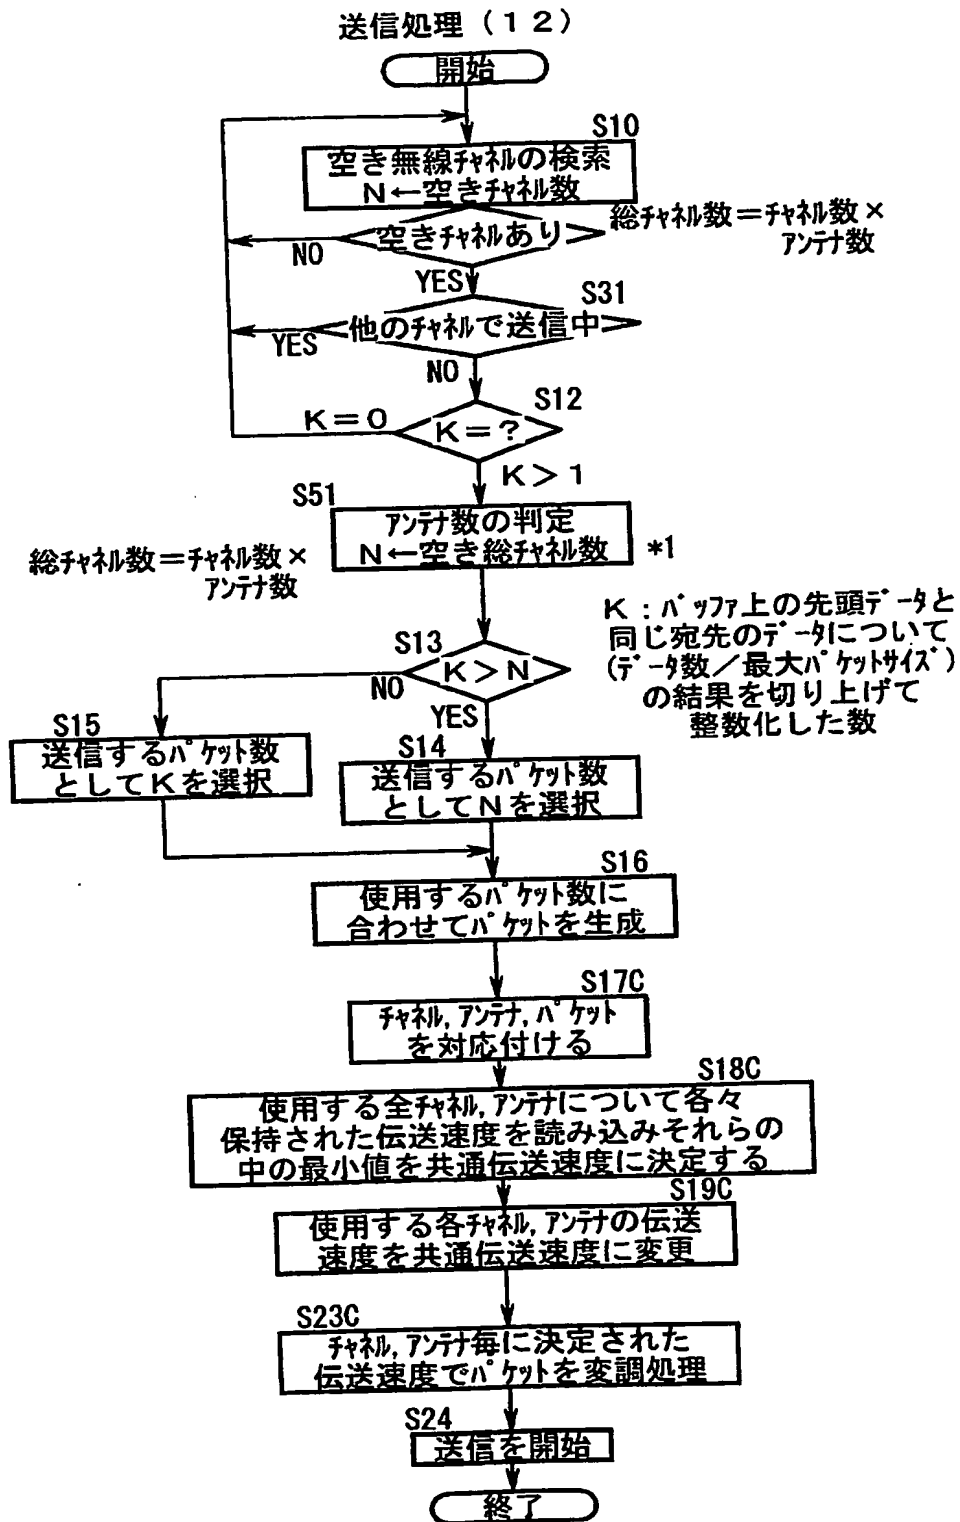 送信処理（１２）
開始
S10
空き無線ﾁｬﾈﾙの検索
Ｎ←空きﾁｬﾈﾙ数
空きﾁｬﾈﾙあり
総ﾁｬﾈﾙ数＝ﾁｬﾈﾙ数×
ｱﾝﾃﾅ数
NO
YES
S31
他のﾁｬﾈﾙで送信中
YES
NO
S12
Ｋ＝０
Ｋ＝？
Ｋ＞１
S51
ｱﾝﾃﾅ数の判定
Ｎ←空き総ﾁｬﾈﾙ数
*1
総ﾁｬﾈﾙ数＝ﾁｬﾈﾙ数×
ｱﾝﾃﾅ数
Ｋ：ﾊﾞｯﾌｧ上の先頭ﾃﾞｰﾀと
同じ宛先のﾃﾞｰﾀについて
(ﾃﾞｰﾀ数／最大ﾊﾟｹｯﾄｻｲｽﾞ)
の結果を切り上げて
整数化した数
S13
Ｋ＞Ｎ
NO
YES
S15
送信するﾊﾟｹｯﾄ数
としてＫを選択
S14
送信するﾊﾟｹｯﾄ数
としてＮを選択
S16
使用するﾊﾟｹｯﾄ数に
合わせてﾊﾟｹｯﾄを生成
S17C
ﾁｬﾈﾙ,ｱﾝﾃﾅ,ﾊﾟｹｯﾄ
を対応付ける
S18C
使用する全ﾁｬﾈﾙ,ｱﾝﾃﾅについて各々
保持された伝送速度を読み込みそれらの
中の最小値を共通伝送速度に決定する
S19C
使用する各ﾁｬﾈﾙ,ｱﾝﾃﾅの伝送
速度を共通伝送速度に変更
S23C
ﾁｬﾈﾙ,ｱﾝﾃﾅ毎に決定された
伝送速度でﾊﾟｹｯﾄを変調処理
S24
送信を開始
終了